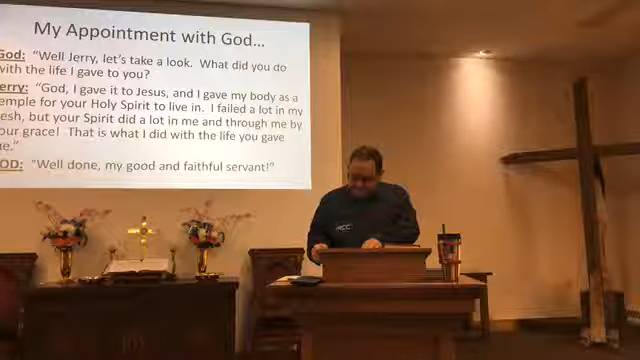 My Appointment with God...
God: "Well Jerry, let's take a look. What did you do
with the life I gave to you?
erry: "God, I gave it to Jesus, and I gave my body as a
emple for your Holy Spirit to live in. I failed a lot in my
esh, but your Spirit did a lot in me and through me by
our grace! That is what I did with the life you gave
e."
OD: "Well done, my good and faithful servant!"